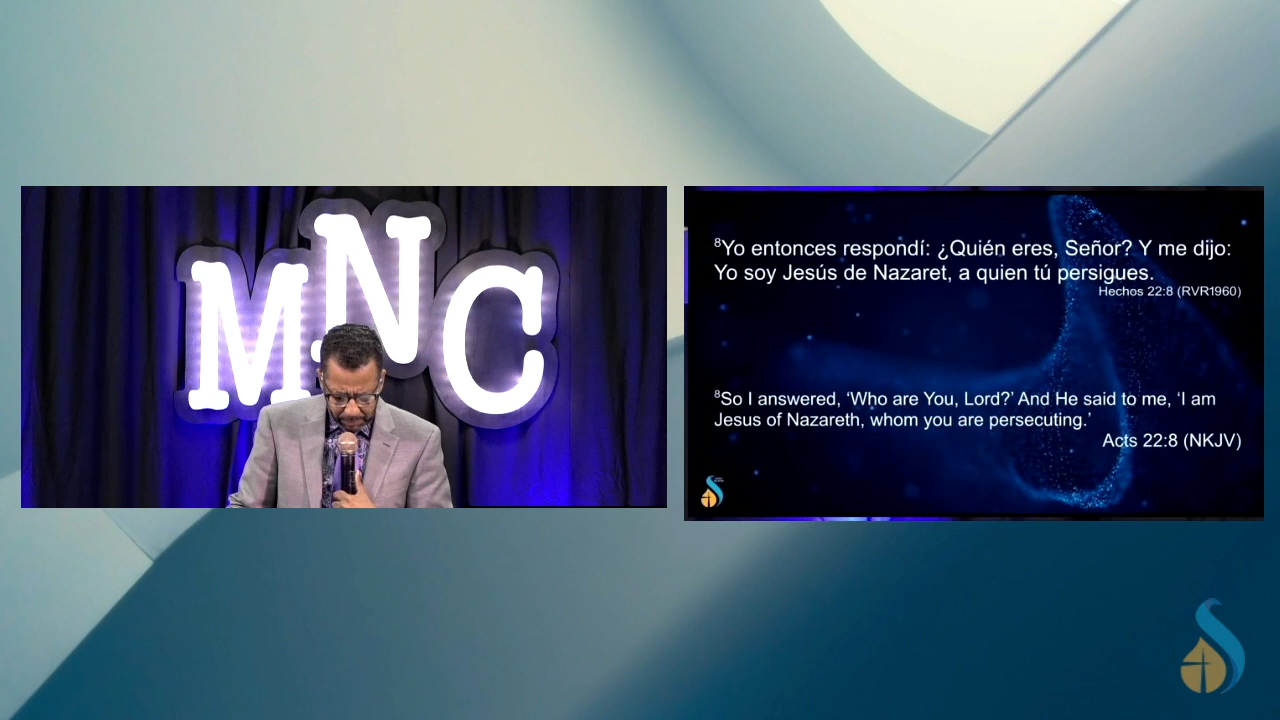 MNC
⁸Yo entonces respondí: ¿Quién eres, Señor? Y me dijo:
Yo soy Jesús de Nazaret, a quien tú persigues.
Hechos 22:8 (RVR1960)
⁸So I answered, ‘Who are You, Lord?’ And He said to me, ‘I am
Jesus of Nazareth, whom you are persecuting.’
Acts 22:8 (NKJV)